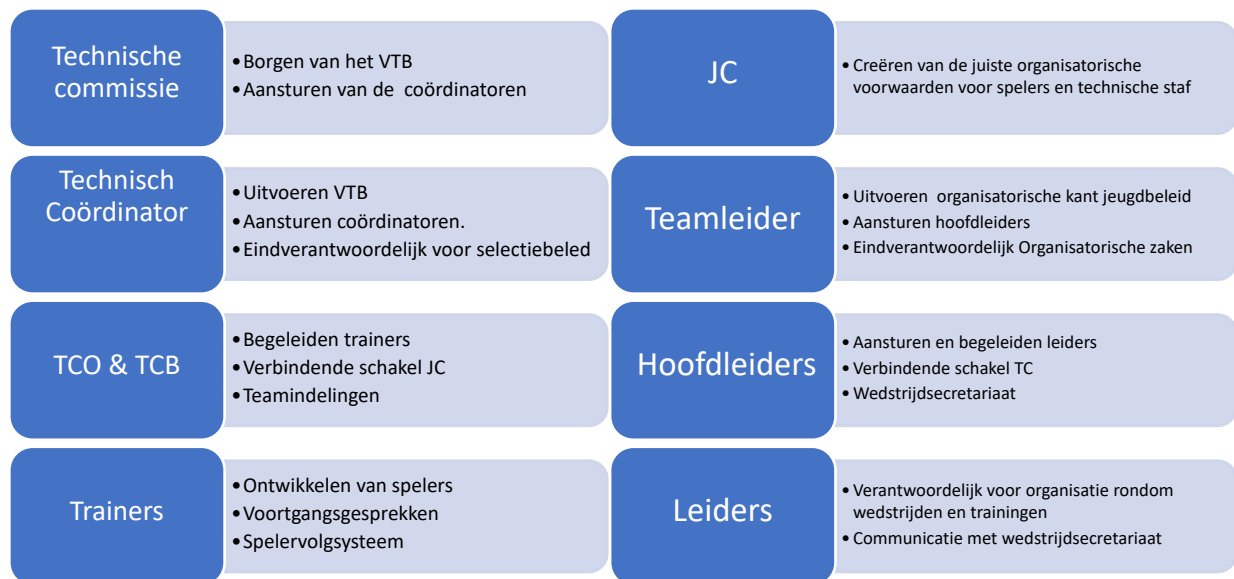 Technische
commissie
•Borgen van het VTB
•Aansturen van de coördinatoren
JC
•Creëren van de juiste organisatorische
voorwaarden voor spelers en technische staf
Technisch
Coördinator
•Uitvoeren VTB
•Aansturen coördinatoren.
•Eindverantwoordelijk voor selectiebeled
Teamleider
•Uitvoeren organisatorische kant jeugdbeleid
•Aansturen hoofdleiders
•Eindverantwoordelijk Organisatorische zaken
TCO & TCB
•Begeleiden trainers
•Verbindende schakel JC
•Teamindelingen
Hoofdleiders
•Aansturen en begeleiden leiders
•Verbindende schakel TC
•Wedstrijdsecretariaat
Trainers
•Ontwikkelen van spelers
•Voortgangsgesprekken
•Spelervolgsysteem
Leiders
•Verantwoordelijk voor organisatie rondom
wedstrijden en trainingen
•Communicatie met wedstrijdsecretariaat